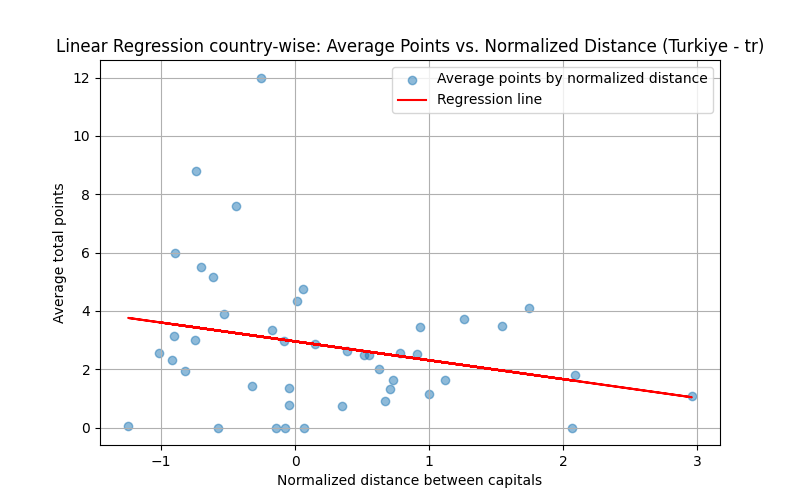 Linear Regression country-wise: Average Points vs. Normalized Distance (Turkiye - tr)
Average points by normalized distance
Regression line
12
10
8
6
4
2
0
Average total points
−1
0
1
2
3
Normalized distance between capitals